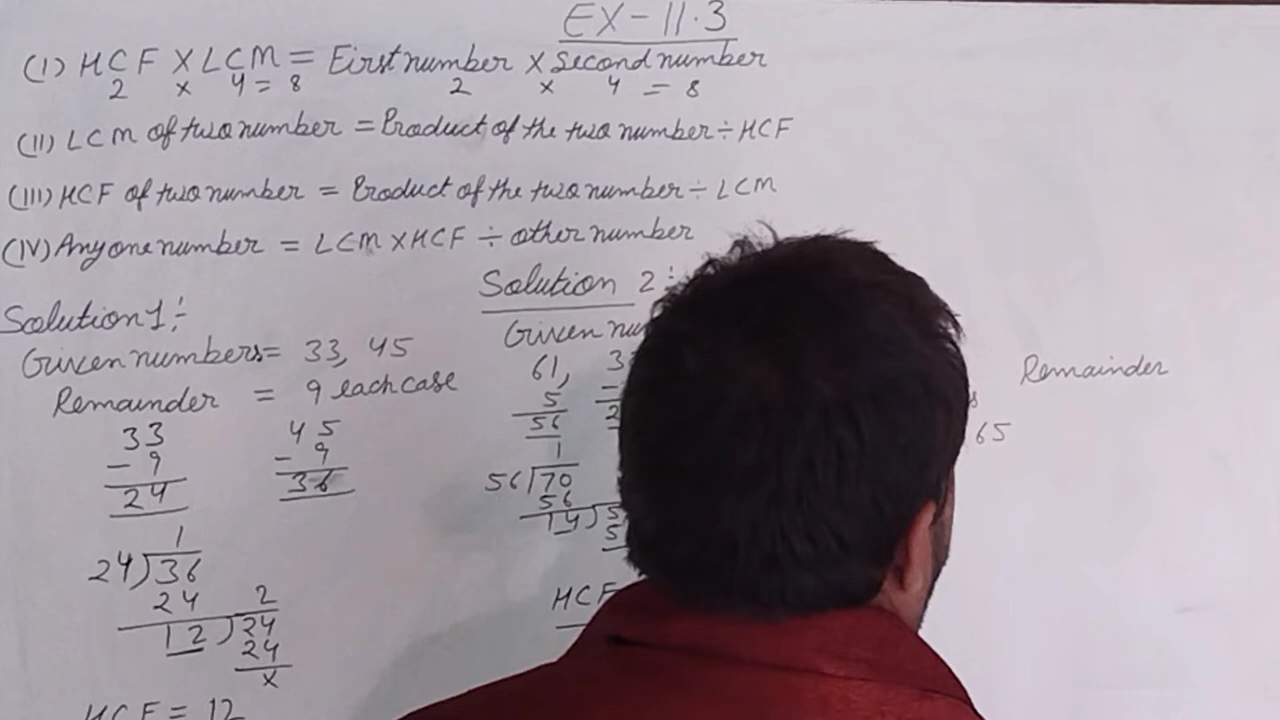 EX-11.3
(I) HCF X LCM = First number x Second number
2 x 4 = 8 2 x 4 = 8
(II) LCM of two number = Product of the two number ÷ HCF
(III) HCF of two number = Product of the two number ÷ LCM
(IV) Any one number = LCM x HCF ÷ other number
Solution 1 :-
Given numbers = 33, 45
Remainder = 9 each case
33 45
- 9 - 9
24 36
1
24)36
24 2
12)24
24
x
HCF = 12
Solution 2 :-
Given
61,
5
56
1
56)70
56
14)5
5
HCF
Remainder
65